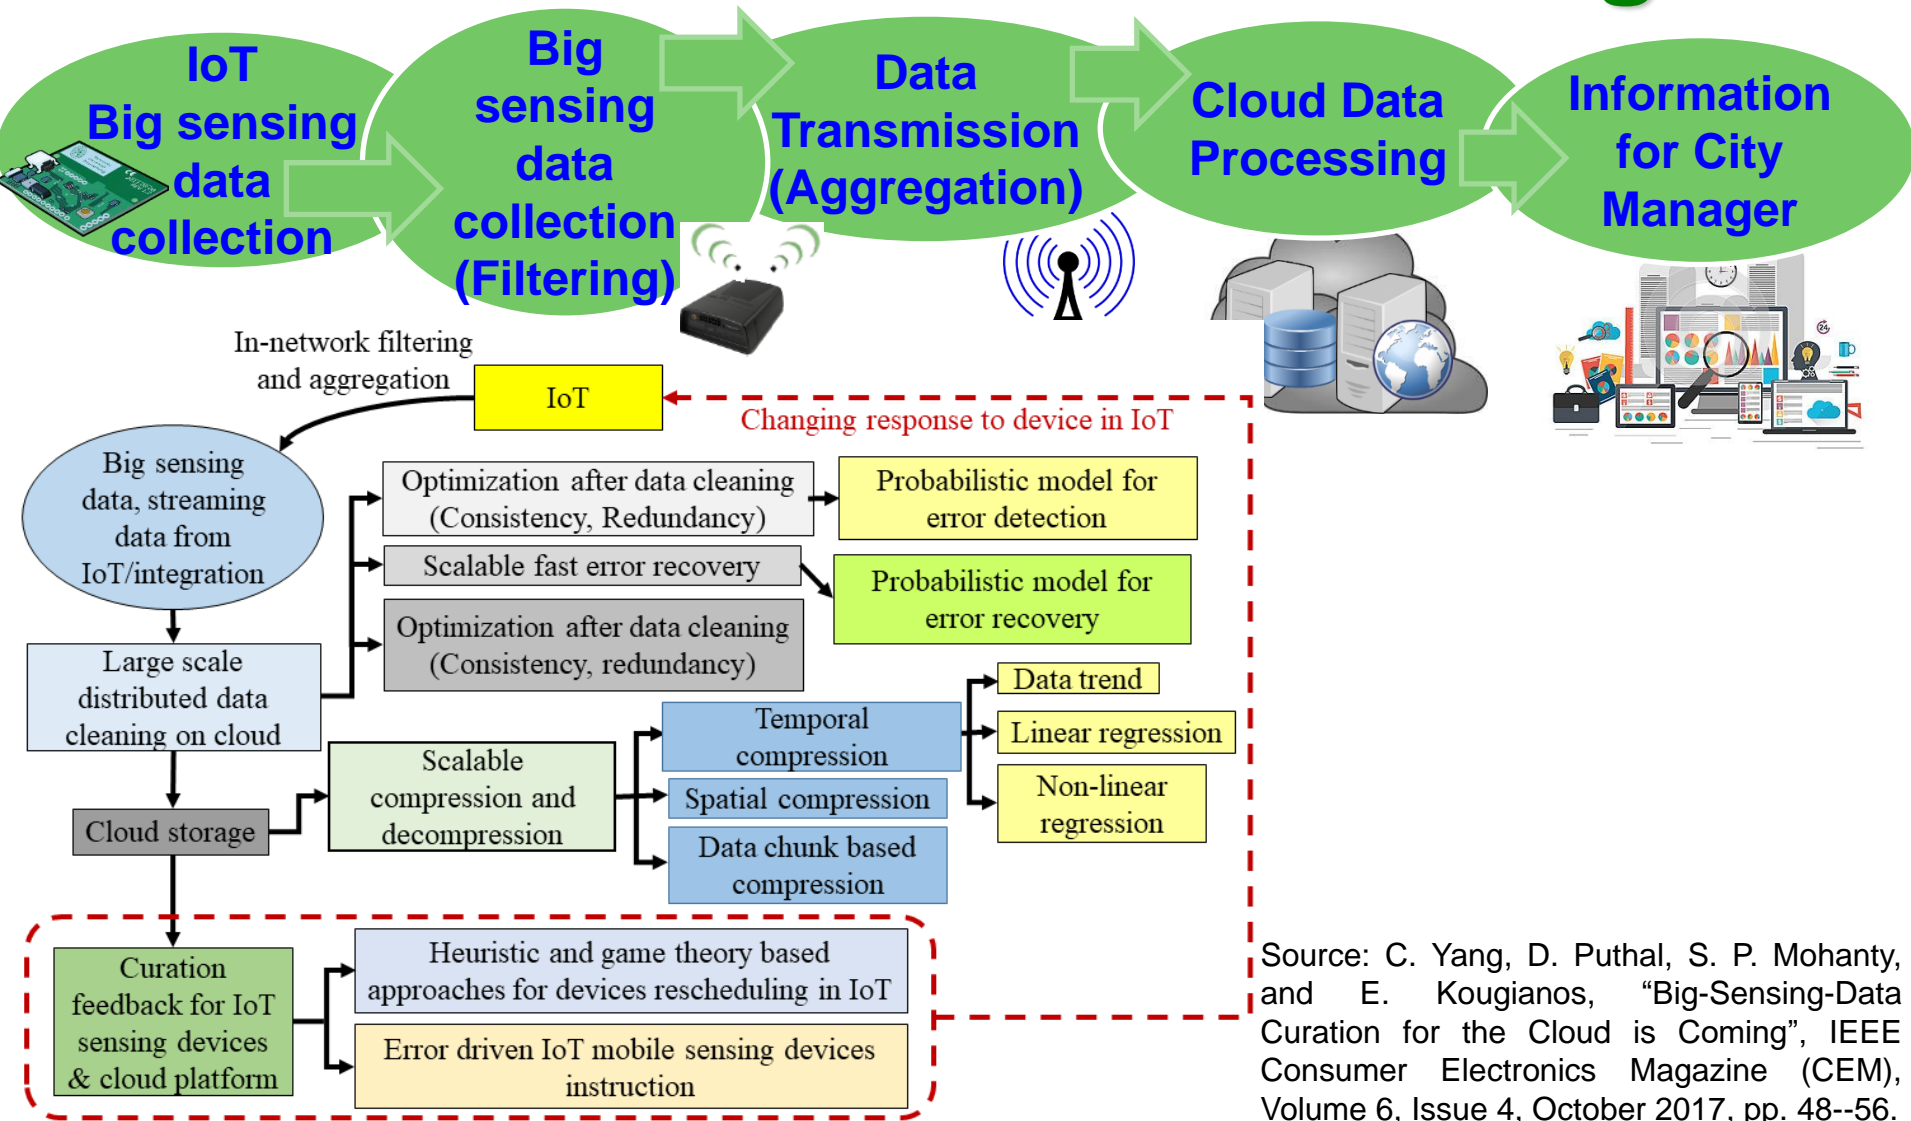 IoT
Big sensing
data
collection
Big
sensing
data
collection
(Filtering)
Data
Transmission
(Aggregation)
Cloud Data
Processing
Information
for City
Manager
24
In-network filtering
and aggregation
IoT
Changing response to device in IoT
Big sensing
data, streaming
data from
IoT/integration
Optimization after data cleaning
(Consistency, Redundancy)
Probabilistic model for
error detection
Scalable fast error recovery
Probabilistic model for
error recovery
Optimization after data cleaning
(Consistency, redundancy)
Large scale
distributed data
cleaning on cloud
Data trend
Temporal
compression
Linear regression
Scalable
compression and
decompression
Spatial compression
Non-linear
regression
Cloud storage
Data chunk based
compression
Curation
feedback for IoT
sensing devices
& cloud platform
Heuristic and game theory based
approaches for devices rescheduling in IoT
Error driven IoT mobile sensing devices
instruction
Source: C. Yang, D. Puthal, S. P. Mohanty,
and E. Kougianos, “Big-Sensing-Data
Curation for the Cloud is Coming”, IEEE
Consumer Electronics Magazine (CEM),
Volume 6, Issue 4, October 2017, pp. 48--56.